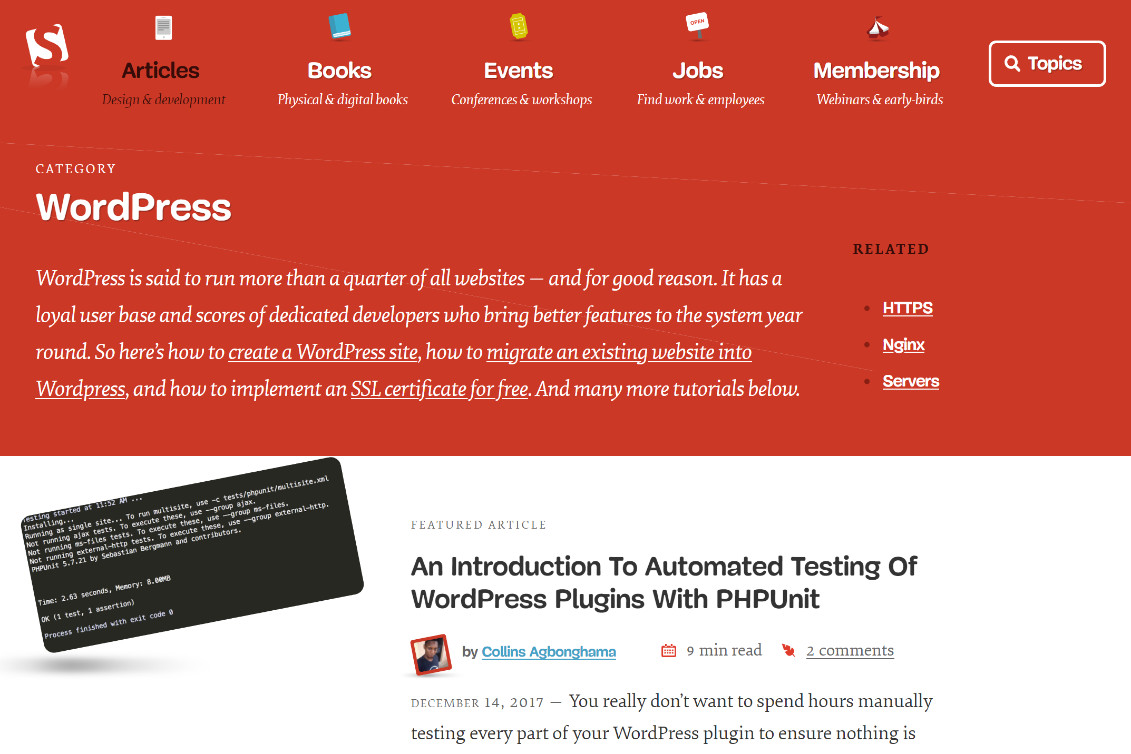 S
OPEN
Articles
Design & development
Books
Physical & digital books
Events
Conferences & workshops
Jobs
Find work & employees
Membership
Webinars & early-birds
Topics
CATEGORY
WordPress
WordPress is said to run more than a quarter of all websites — and for good reason. It has a
loyal user base and scores of dedicated developers who bring better features to the system year
round. So here’s how to create a WordPress site, how to migrate an existing website into
Wordpress, and how to implement an SSL certificate for free. And many more tutorials below.
RELATED
HTTPS
Nginx
Servers
Testing started at 11:52 AM ...
Installing...
Running as single site... To run multisite, use -c tests/phpunit/multisite.xml
Not running ajax tests. To execute these, use --group ajax.
Not running ms-files tests. To execute these, use --group ms-files.
Not running external-http tests. To execute these, use --group external-http.
PHPUnit 5.7.21 by Sebastian Bergmann and contributors.
Time: 2.63 seconds, Memory: 8.00MB
OK (1 test, 1 assertion)
Process finished with exit code 0
FEATURED ARTICLE
An Introduction To Automated Testing Of
WordPress Plugins With PHPUnit
by Collins Agbonghama
9 min read
2 comments
DECEMBER 14, 2017 — You really don’t want to spend hours manually
testing every part of your WordPress plugin to ensure nothing is